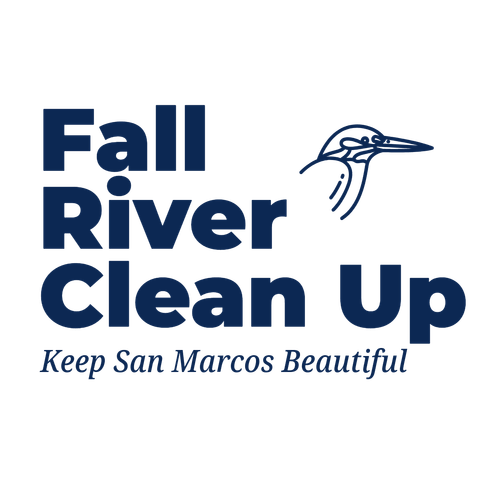 Fall
River
Clean Up
Keep San Marcos Beautiful